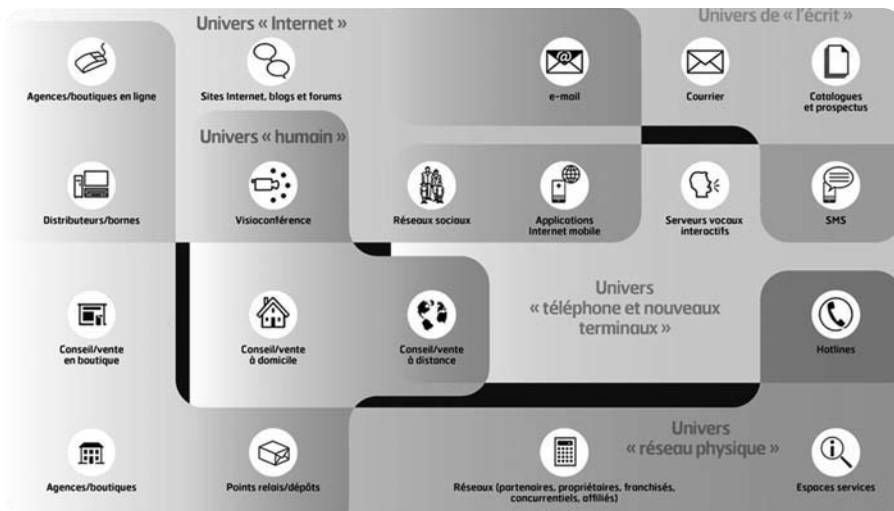 Univers « Internet »
Univers de « l'écrit »
Agences/boutiques en ligne
Sites Internet, blogs et forums
e-mail
Courrier
Catalogues
et prospectus
Univers « humain »
Distributeurs/bornes
Visioconférence
Réseaux sociaux
Applications
Internet mobile
Serveurs vocaux
interactifs
SMS
Univers
« téléphone et nouveaux
terminaux »
Conseil/vente
en boutique
Conseil/vente
à domicile
Conseil/vente
à distance
Hotlines
Univers
« réseau physique »
Agences/boutiques
Points relais/dépôts
Réseaux (partenaires, propriétaires, franchisés,
concurrentiels, affiliés)
Espaces services